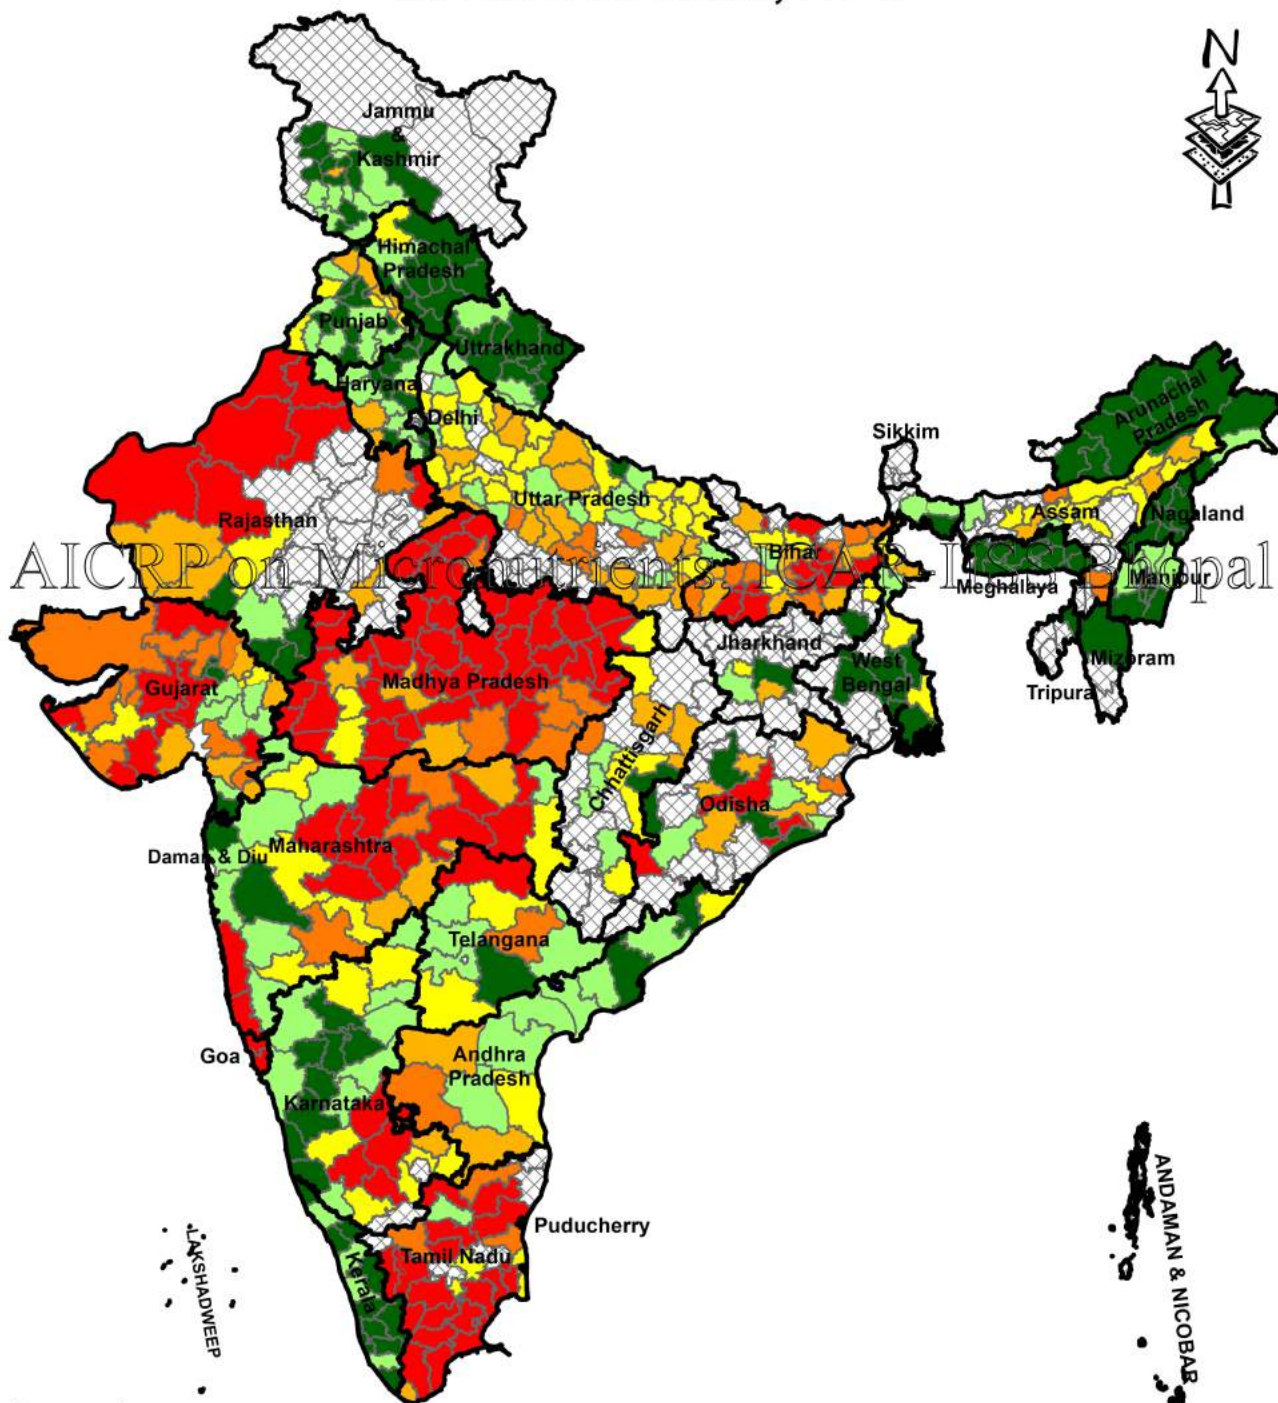 N
Jammu
&
Kashmir
Himachal
Pradesh
Punjab
Uttrakhand
Haryana
Delhi
Arunachal
Pradesh
Sikkim
Uttar Pradesh
Rajasthan
Assam
Nagaland
Bihar
AICRP on Micronutrients, ICAR-IISS, Bhopal
Meghalaya
Manipur
Jharkhand
West
Bengal
Mizoram
Tripura
Gujarat
Madhya Pradesh
Chhattisgarh
Odisha
Maharashtra
Daman & Diu
Telangana
Goa
Andhra
Pradesh
Karnataka
Puducherry
Tamil Nadu
Kerala
LAKSHADWEEP
ANDAMAN & NICOBAR